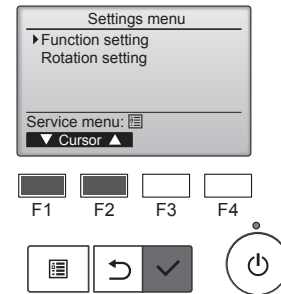 Settings menu
Function setting
Rotation setting
Service menu:
▼ Cursor ▲
F1 F2 F3 F4